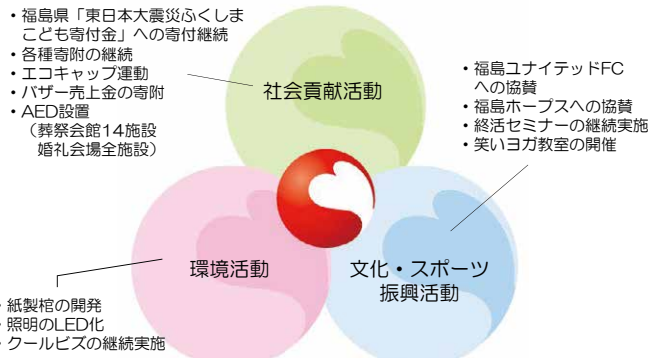 ・福島県「東日本大震災ふくしま
こども寄付金」への寄付継続
・各種寄附の継続
・エコキャップ運動
・バザー売上金の寄附
・AED設置
（葬祭会館14施設
婚礼会場全施設）
社会貢献活動
・福島ユナイテッドFC
への協賛
・福島ホープスへの協賛
・終活セミナーの継続実施
・笑いヨガ教室の開催
環境活動
文化・スポーツ
振興活動
・紙製棺の開発
・照明のLED化
・クールビズの継続実施